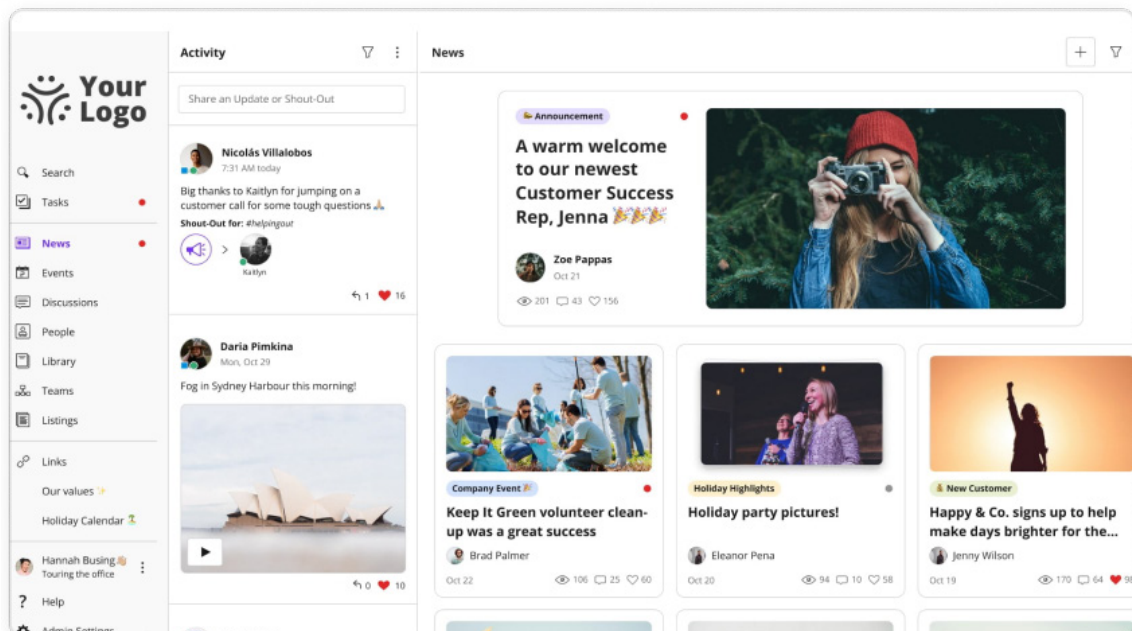 Your
Logo
Search
Tasks
News
Events
Discussions
People
Library
Teams
Listings
Links
Our values
Holiday Calendar
Hannah Busing
Touring the office
Help
Admin Settings
Activity
Share an Update or Shout-Out
Nicolás Villalobos
7:31 AM today
Big thanks to Kaitlyn for jumping on a
customer call for some tough questions
Shout-Out for: #helpingout
Kaitlyn
1 16
Daria Pimkina
Mon, Oct 29
Fog in Sydney Harbour this morning!
0 10
News
Announcement
A warm welcome
to our newest
Customer Success
Rep, Jenna
Zoe Pappas
Oct 21
201 43 156
Company Event
Keep It Green volunteer clean-
up was a great success
Brad Palmer
Oct 22 106 25 60
Holiday Highlights
Holiday party pictures!
Eleanor Pena
Oct 20 94 10 58
New Customer
Happy & Co. signs up to help
make days brighter for the...
Jenny Wilson
Oct 19 170 64